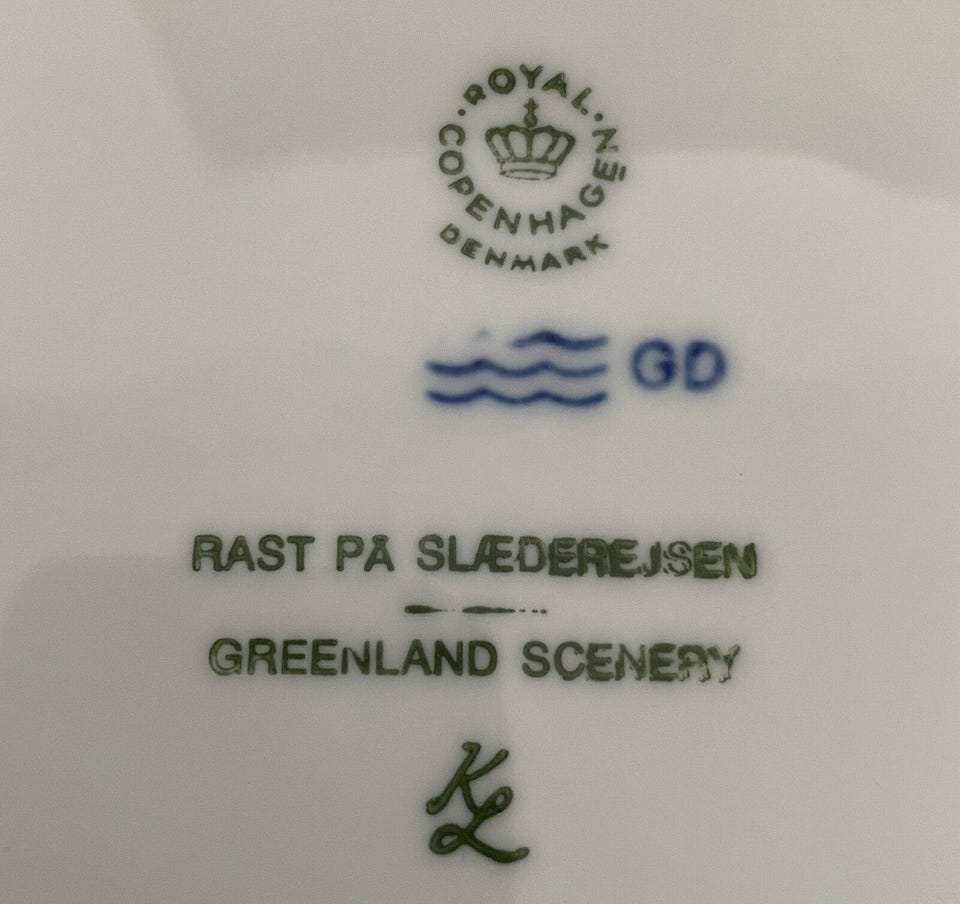 ROYAL
COPENHAGEN
DENMARK
GD
RAST PÅ SLÆDEREJSEN
GREENLAND SCENERY
KL